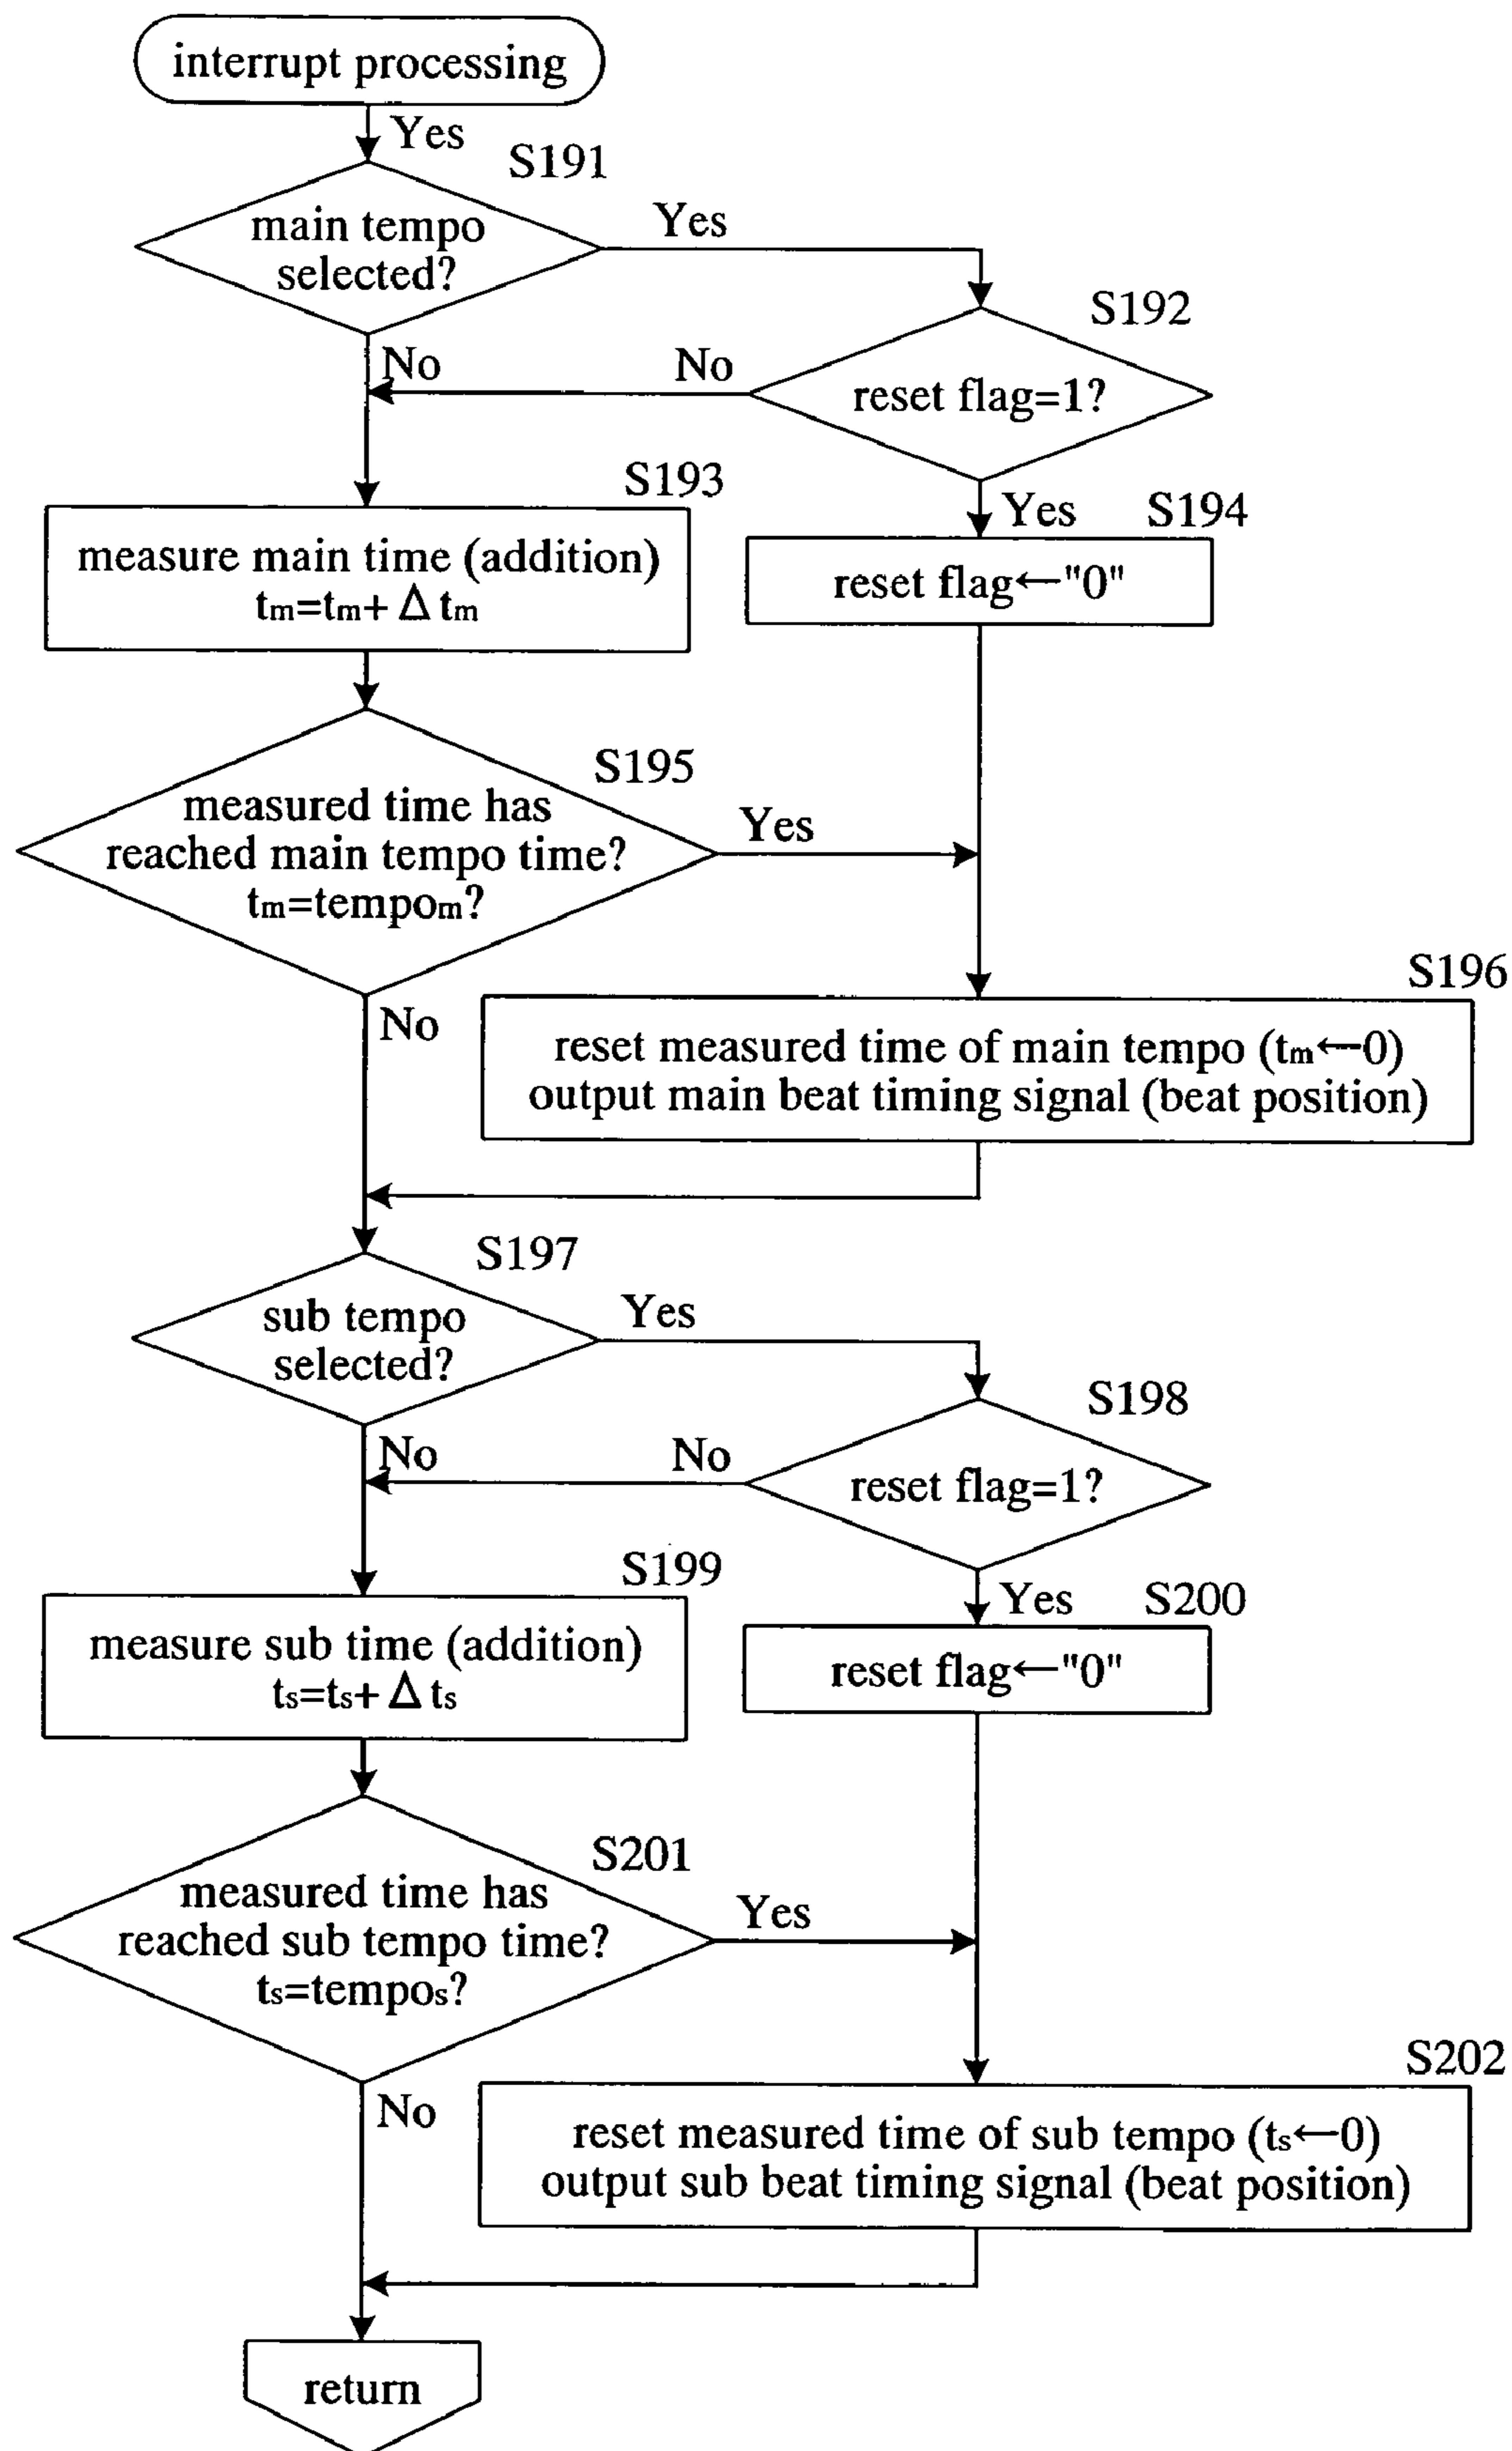 interrupt processing
Yes
S191
main tempo
selected?
Yes
S192
No
No
reset flag=1?
S193
measure main time (addition)
tm=tm+ Δ tm
Yes
S194
reset flag←"0"
S195
measured time has
reached main tempo time?
tm=tempom?
Yes
No
S196
reset measured time of main tempo (tm←0)
output main beat timing signal (beat position)
S197
sub tempo
selected?
Yes
S198
No
No
reset flag=1?
S199
measure sub time (addition)
ts=ts+ Δ ts
Yes
S200
reset flag←"0"
S201
measured time has
reached sub tempo time?
ts=tempos?
Yes
No
S202
reset measured time of sub tempo (ts←0)
output sub beat timing signal (beat position)
return